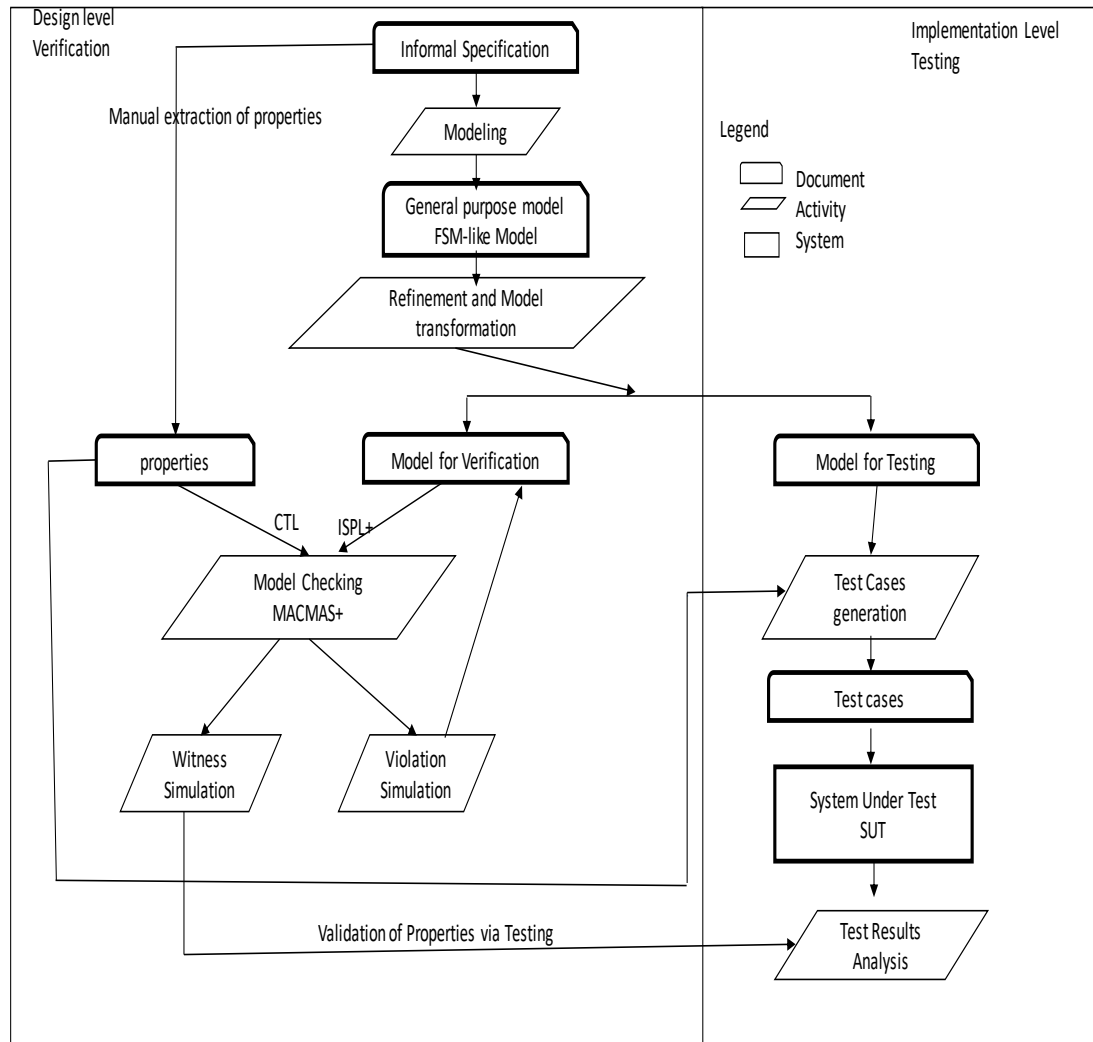 Design level
Verification
Implementation Level
Testing
Informal Specification
Manual extraction of properties
Modeling
Legend
Document
Activity
System
General purpose model
FSM-like Model
Refinement and Model
transformation
properties
Model for Verification
Model for Testing
CTL
ISPL+
Model Checking
MACMAS+
Test Cases
generation
Test cases
Witness
Simulation
Violation
Simulation
System Under Test
SUT
Validation of Properties via Testing
Test Results
Analysis